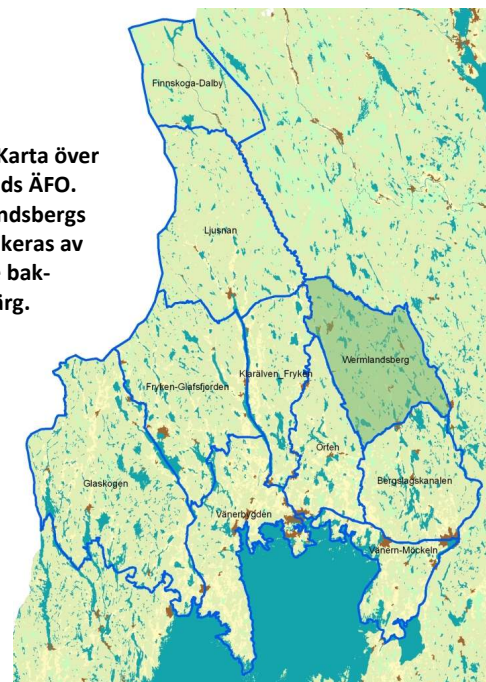 Karta över
ds ÄFO.
ndsbergs
keras av
bak-
ärg.
Finnskoga-Dalby
Ljusnan
Wermlandsberg
Klarälven_Fryken
Fryken-Glafsfjorden
Örten
Glaskogen
Bergslagskanalen
Vänerbygden
Vänern-Möckeln